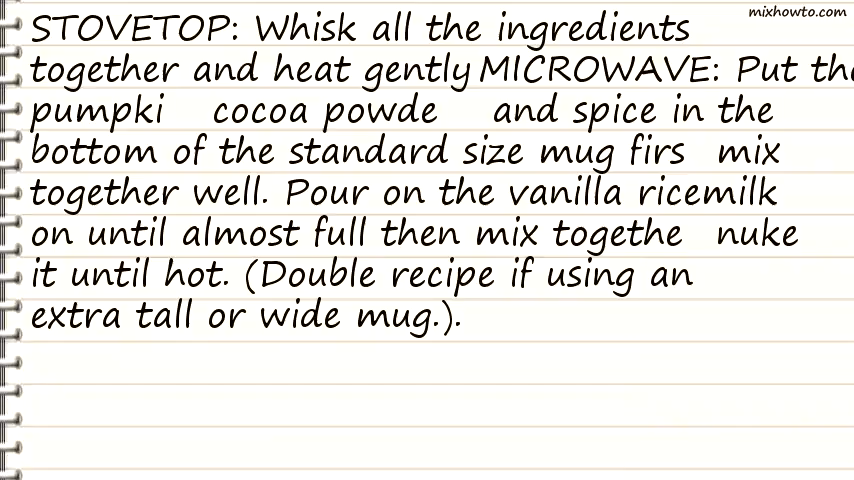 mixhowto.com
STOVETOP: Whisk all the ingredients
together and heat gently MICROWAVE: Put the
pumpki cocoa powde and spice in the
bottom of the standard size mug firs mix
together well. Pour on the vanilla ricemilk
on until almost full then mix togethe nuke
it until hot. (Double recipe if using an
extra tall or wide mug.).